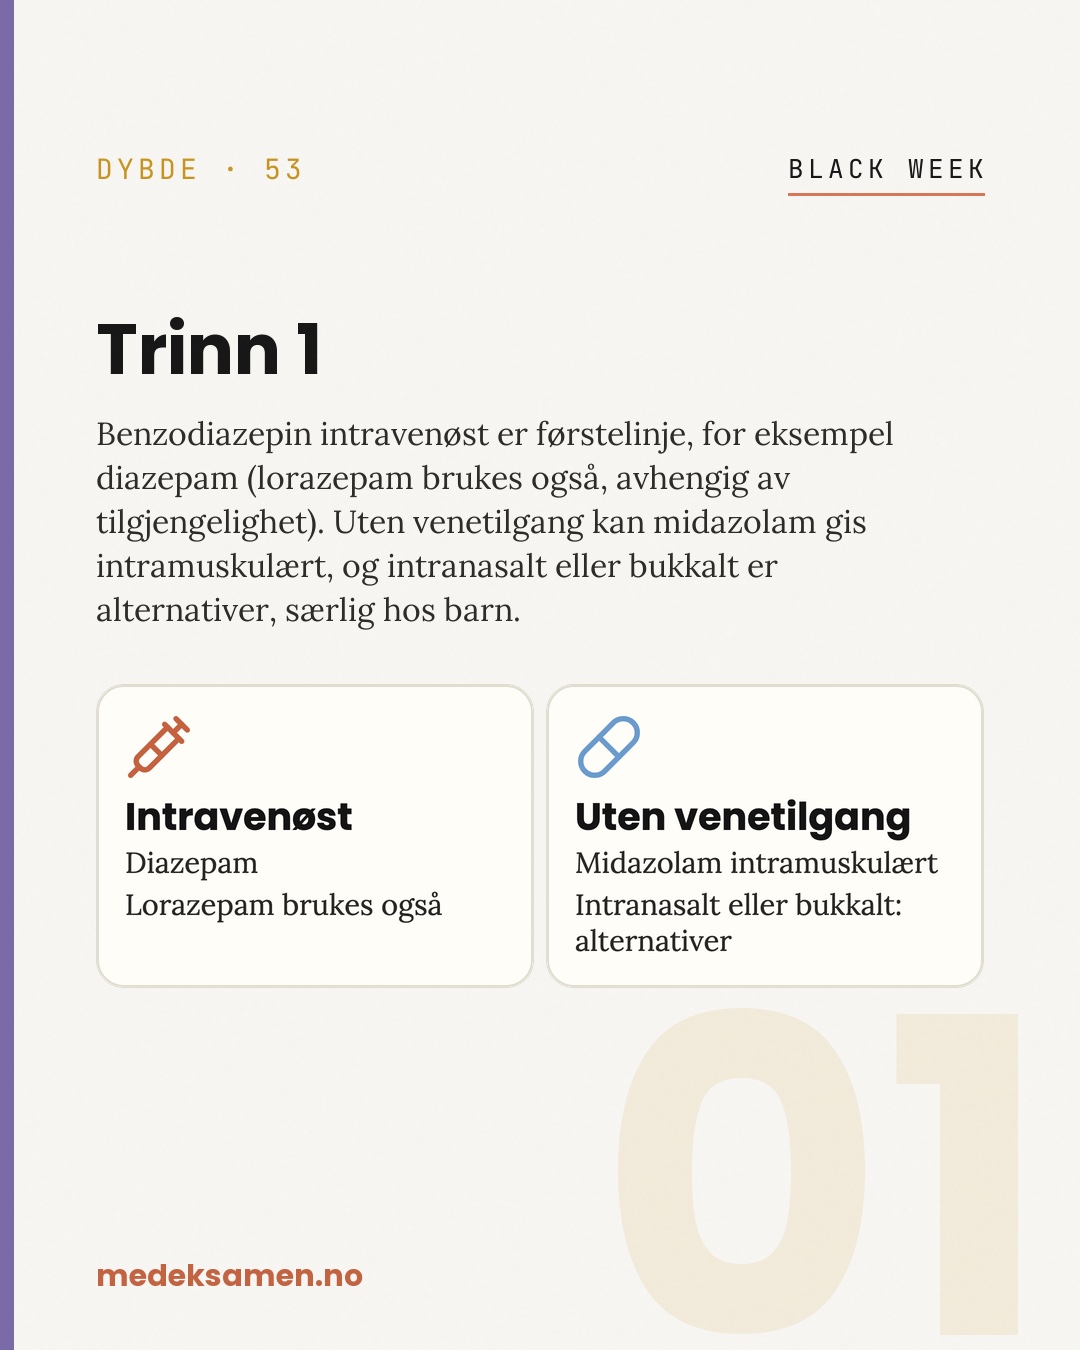 DYBDE · 53
BLACK WEEK
Trinn 1
Benzodiazepin intravenøst er førstelinje, for eksempel
diazepam (lorazepam brukes også, avhengig av
tilgjengelighet). Uten venetilgang kan midazolam gis
intramuskulært, og intranasalt eller bukkalt er
alternativer, særlig hos barn.
Intravenøst
Diazepam
Lorazepam brukes også
Uten venetilgang
Midazolam intramuskulært
Intranasalt eller bukkalt:
alternativer
01
medeksamen.no